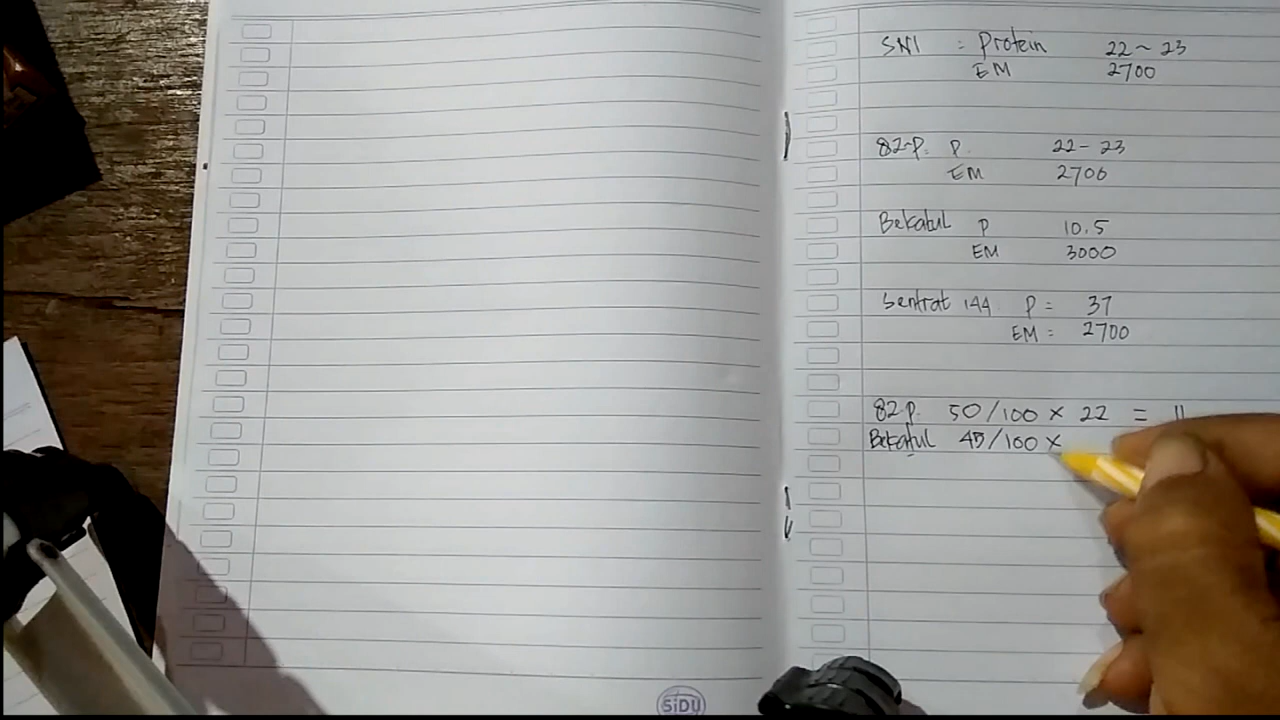 SNI : Protein 22 ~ 23
EM 2700
82-P. P. 22 - 23
EM 2700
Bekatul P 10.5
EM 3000
Sentrat 144 P = 37
EM = 2700
82 P. 50/100 x 22 = 11
Bekatul 45/100 x
SiDU